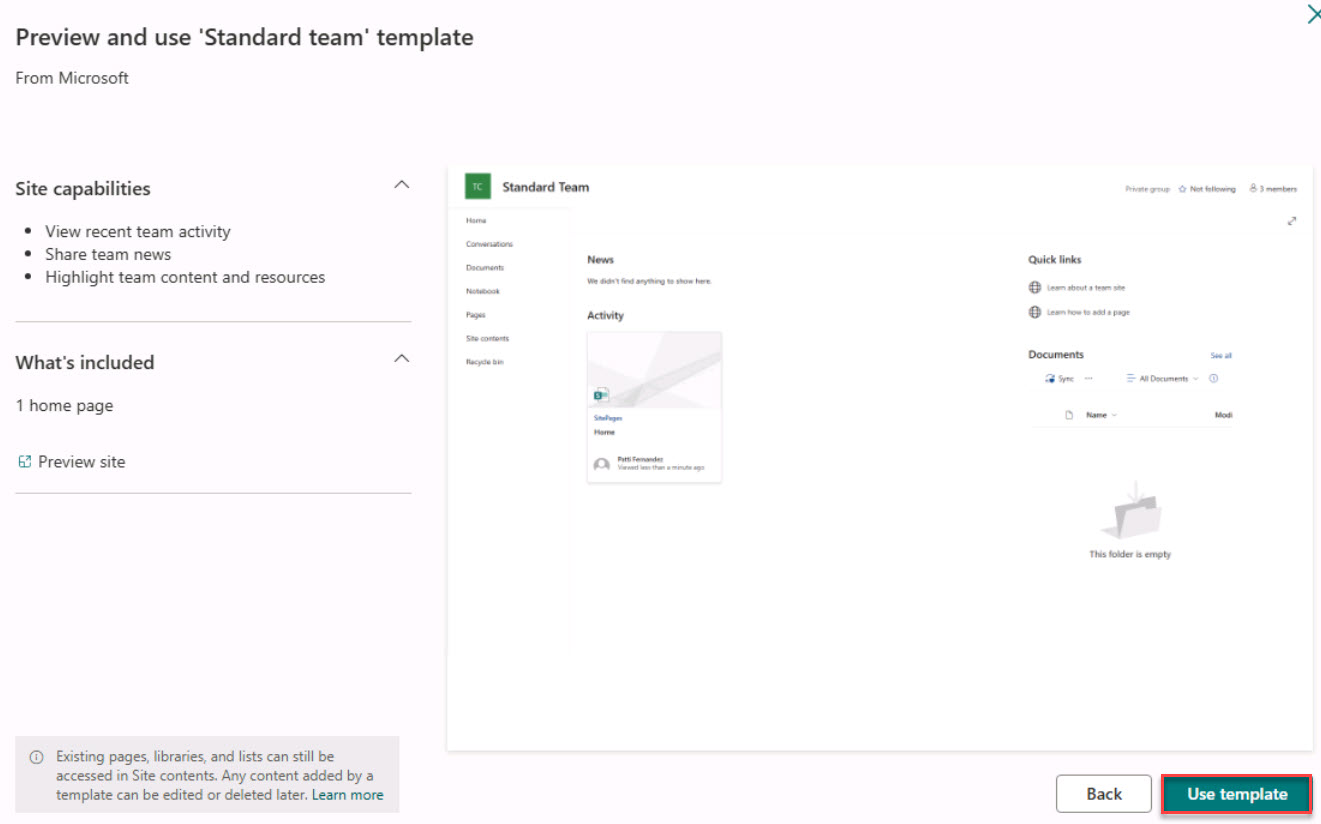 Preview and use 'Standard team' template
From Microsoft
Site capabilities
View recent team activity
Share team news
Highlight team content and resources
What's included
1 home page
Preview site
Existing pages, libraries, and lists can still be
accessed in Site contents. Any content added by a
template can be edited or deleted later. Learn more
TC Standard Team
Private group Not following 3 members
Home
Conversations
Documents
Notebook
Pages
Site contents
Recycle bin
News
We didn't find anything to show here.
Activity
SitePages
Home
Patti Fernandez
Viewed less than a minute ago
Quick links
Learn about a team site
Learn how to add a page
Documents See all
Sync ... All Documents
Name Modi
This folder is empty
Back Use template